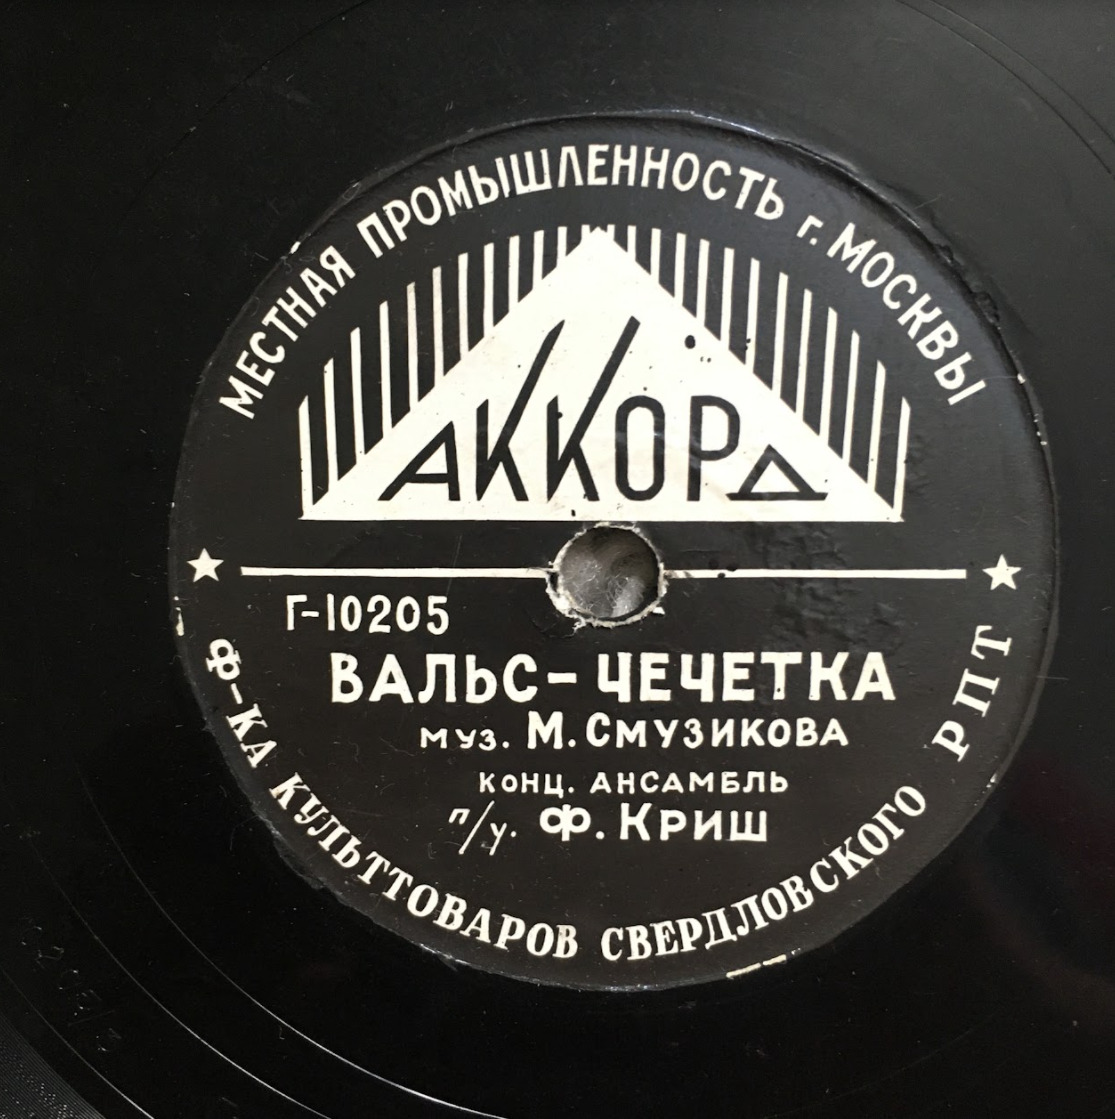 МЕСТНАЯ ПРОМЫШЛЕННОСТЬ г. МОСКВЫ
АККОРД
Г-10205
ВАЛЬС-ЧЕЧЕТКА
муз. М. СМУЗИКОВА
конц. АНСАМБЛЬ
п/у. Ф. КРИШ
Ф-КА КУЛЬТТОВАРОВ СВЕРДЛОВСКОГО РПТ